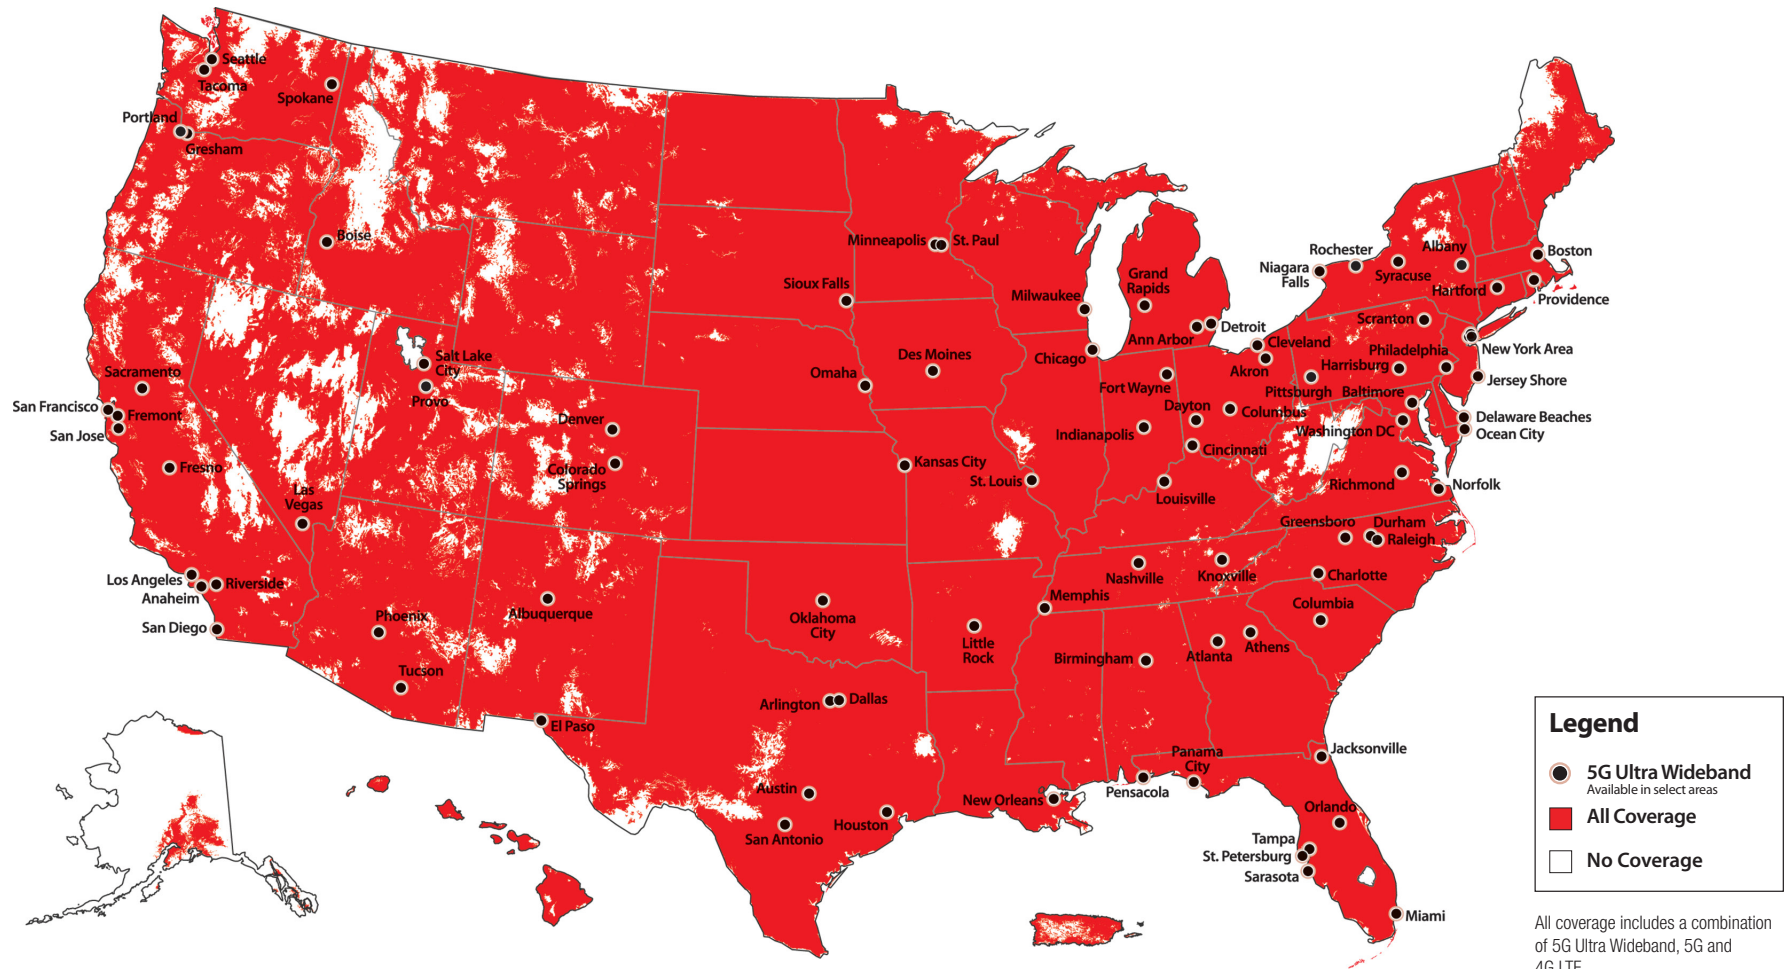 Seattle
Tacoma
Spokane
Portland
Gresham
Boise
Minneapolis
St. Paul
Sioux Falls
Milwaukee
Grand
Rapids
Ann Arbor
Detroit
Chicago
Des Moines
Omaha
Fort Wayne
Niagara
Falls
Rochester
Syracuse
Albany
Boston
Hartford
Providence
Scranton
New York Area
Cleveland
Akron
Philadelphia
Harrisburg
Pittsburgh
Baltimore
Jersey Shore
Delaware Beaches
Ocean City
Washington DC
Dayton
Columbus
Indianapolis
Cincinnati
Louisville
Richmond
Norfolk
Salt Lake
City
Provo
Sacramento
San Francisco
Fremont
San Jose
Fresno
Las
Vegas
Denver
Colorado
Springs
Kansas City
St. Louis
Greensboro
Durham
Raleigh
Charlotte
Nashville
Knoxville
Memphis
Columbia
Los Angeles
Riverside
Anaheim
San Diego
Phoenix
Tucson
Albuquerque
El Paso
Oklahoma
City
Little
Rock
Birmingham
Atlanta
Athens
Arlington
Dallas
Austin
San Antonio
Houston
New Orleans
Pensacola
Panama
City
Jacksonville
Orlando
Tampa
St. Petersburg
Sarasota
Miami
Legend
5G Ultra Wideband
Available in select areas
All Coverage
No Coverage
All coverage includes a combination
of 5G Ultra Wideband, 5G and
4G LTE